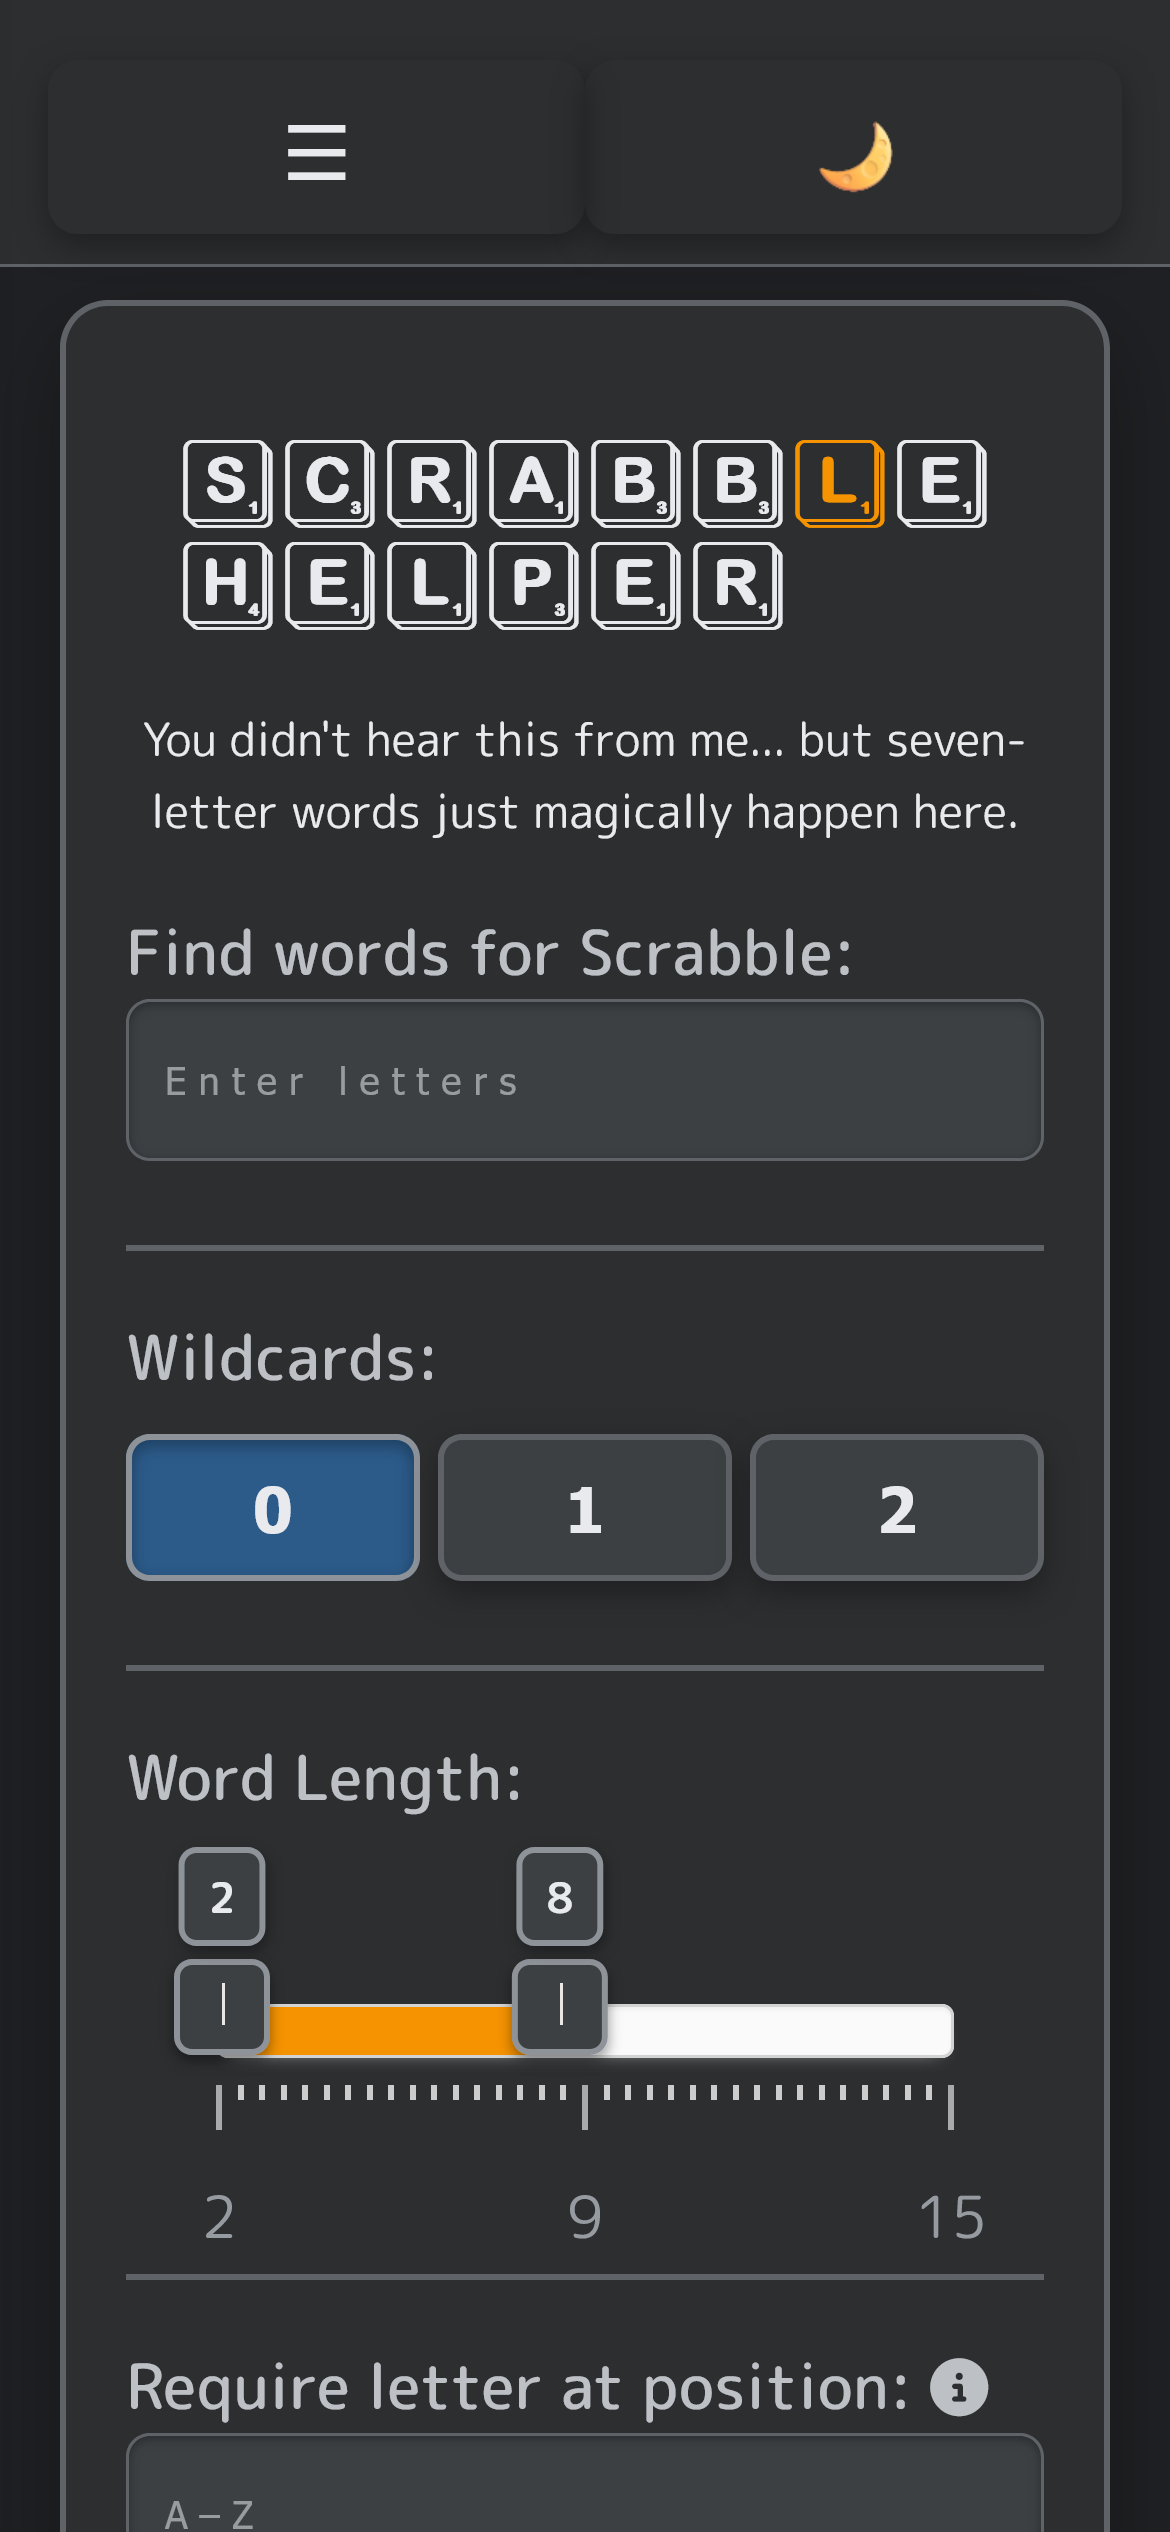 ☰ 🌙
S1 C3 R1 A1 B3 B3 L1 E1
H4 E1 L1 P3 E1 R1
You didn't hear this from me... but seven-
letter words just magically happen here.
Find words for Scrabble:
Enter letters
Wildcards:
0 1 2
Word Length:
2 8
2 9 15
Require letter at position: i
A–Z